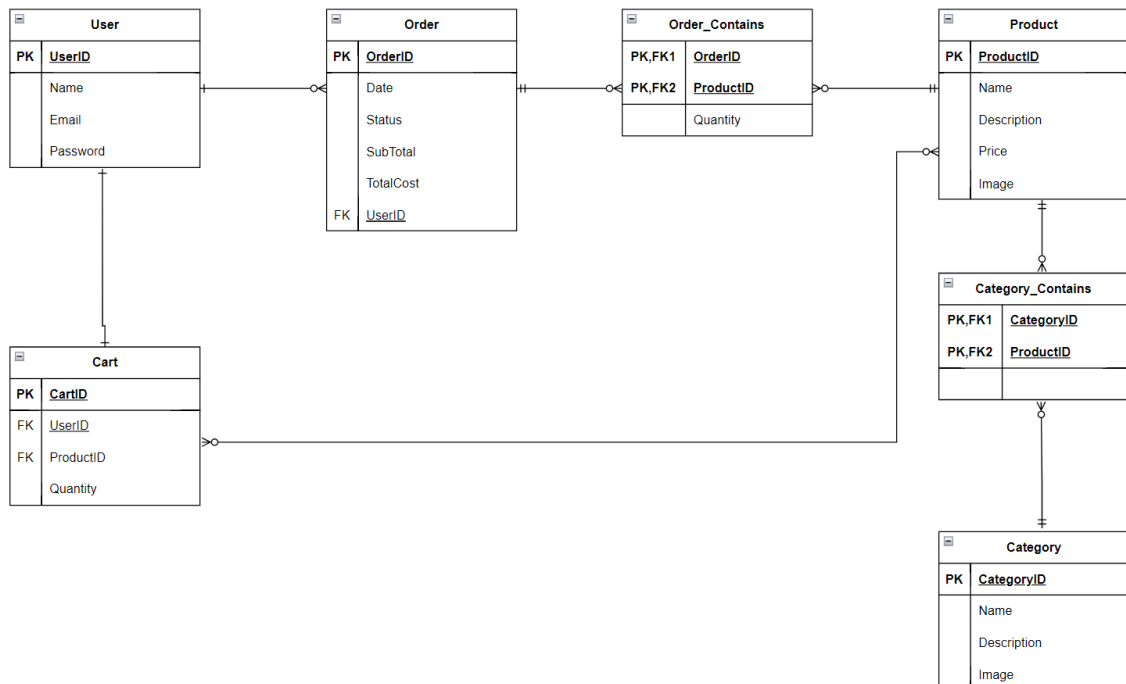 User
PK UserID
Name
Email
Password
Order
PK OrderID
Date
Status
SubTotal
TotalCost
FK UserID
Order_Contains
PK,FK1 OrderID
PK,FK2 ProductID
Quantity
Product
PK ProductID
Name
Description
Price
Image
Category_Contains
PK,FK1 CategoryID
PK,FK2 ProductID
Cart
PK CartID
FK UserID
FK ProductID
Quantity
Category
PK CategoryID
Name
Description
Image